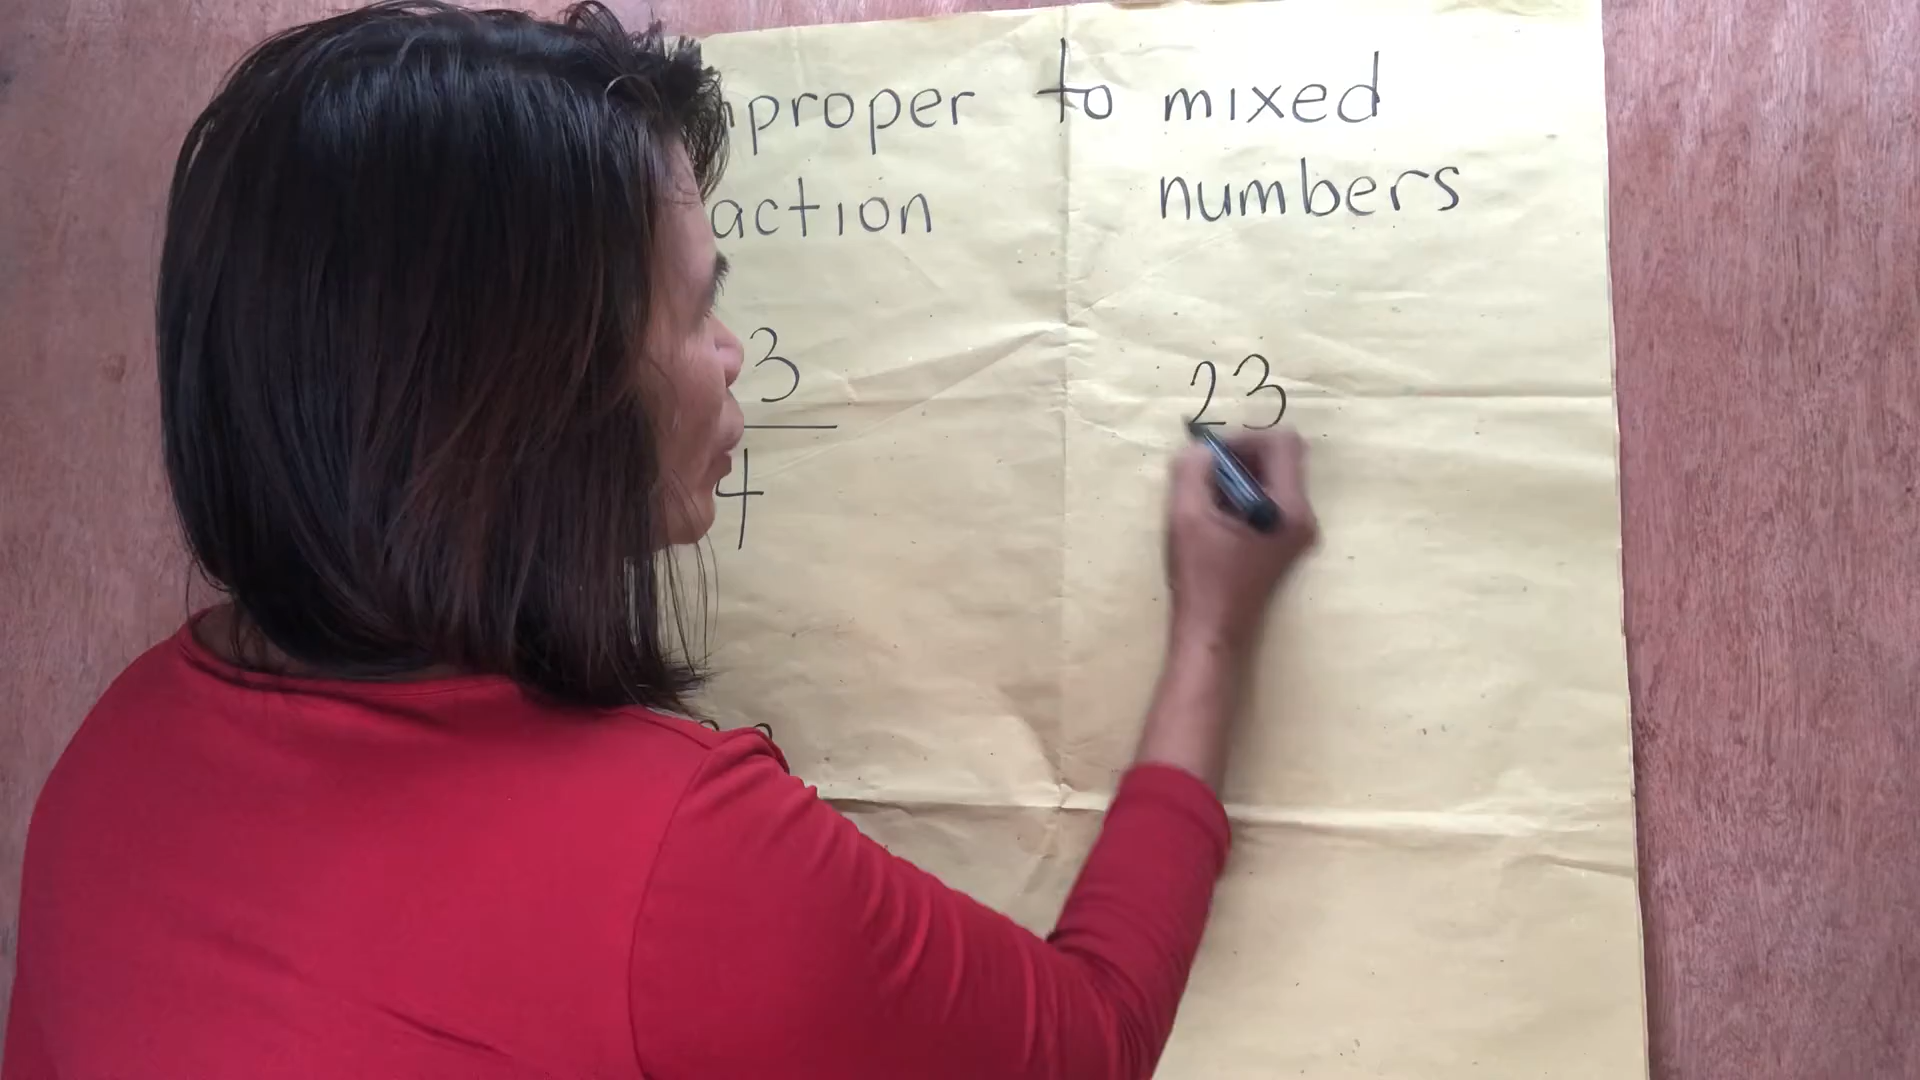 proper to mixed
action numbers
3
4
23